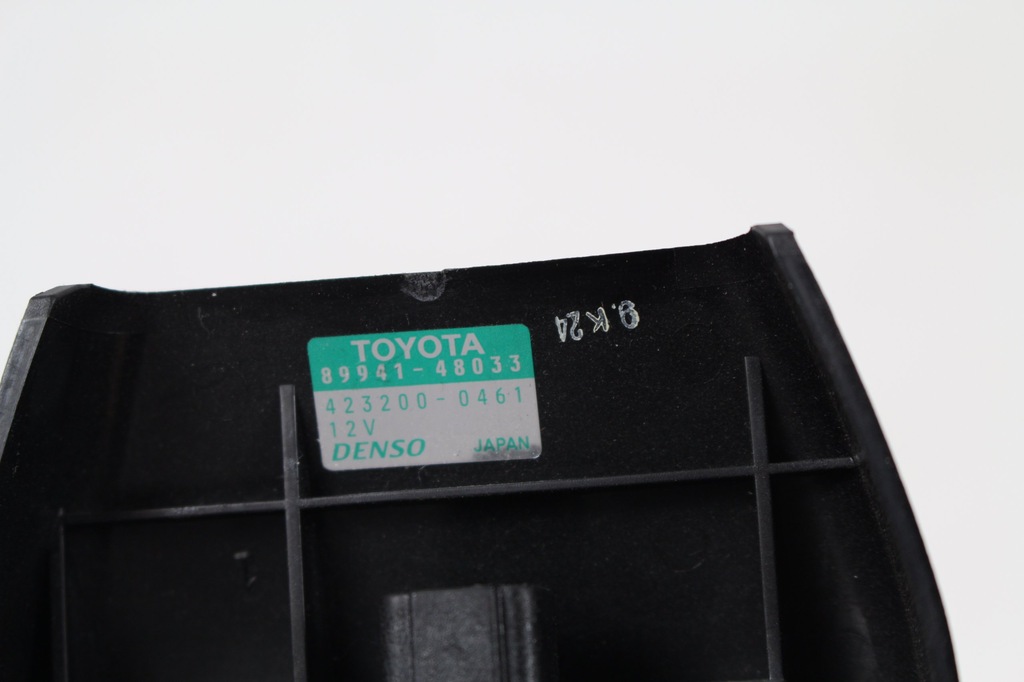 TOYOTA
89941-48033
423200-0461
12V
DENSO JAPAN
9.K24